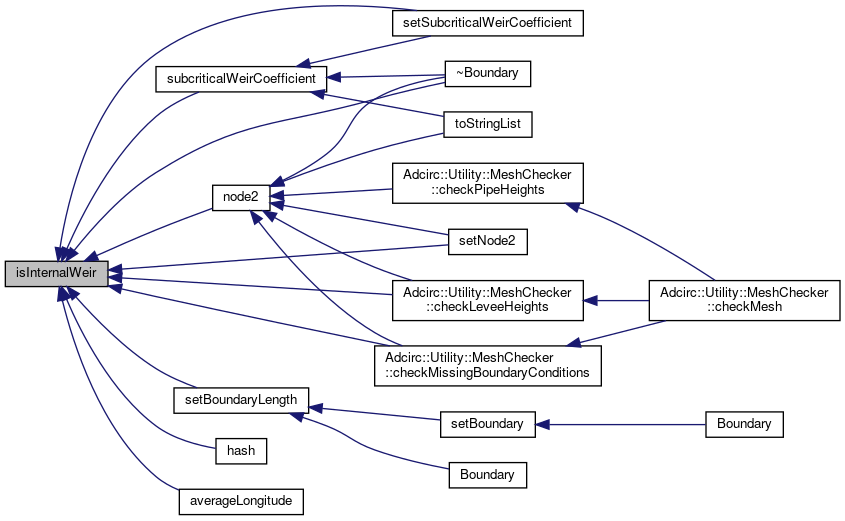 setSubcriticalWeirCoefficient
subcriticalWeirCoefficient
~Boundary
toStringList
Adcirc::Utility::MeshChecker
::checkPipeHeights
node2
setNode2
isInternalWeir
Adcirc::Utility::MeshChecker
::checkLeveeHeights
Adcirc::Utility::MeshChecker
::checkMesh
Adcirc::Utility::MeshChecker
::checkMissingBoundaryConditions
setBoundaryLength
setBoundary
Boundary
hash
Boundary
averageLongitude